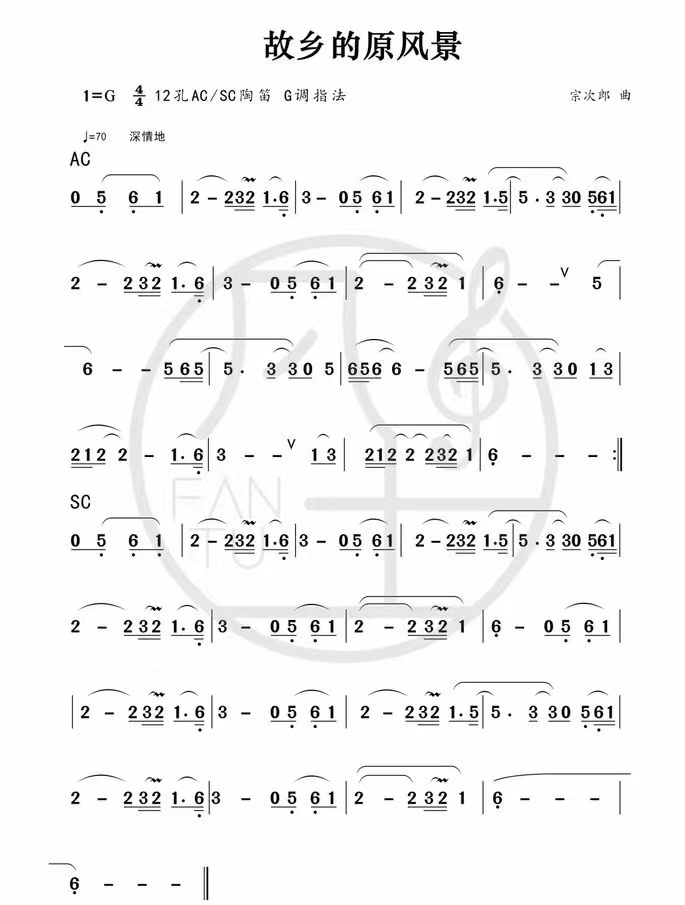 故乡的原风景
1=G 4/4 12孔AC/SC陶笛 G调指法 宗次郎 曲
♩=70 深情地
AC
0 5 6 1 | 2 - 232 1·6 | 3 - 05 61 | 2 - 232 1·5 | 5 · 3 30 561 |
2 - 232 1·6 | 3 - 05 61 | 2 - 232 1 | 6 - - ∨ 5 |
6 - - 565 | 5 · 3 30 5 | 656 6 - 565 | 5 · 3 30 13 |
212 2 - 1·6 | 3 - - ∨ 13 | 212 2 232 1 | 6 - - - :‖
FAN
TU
SC
0 5 6 1 | 2 - 232 1·6 | 3 - 05 61 | 2 - 232 1·5 | 5 · 3 30 561 |
2 - 232 1·6 | 3 - 05 61 | 2 - 232 1 | 6 - 05 61 |
| 2 - 232 1·6 | 3 - 05 61 | 2 - 232 1·5 | 5 · 3 30 561 |
2 - 232 1·6 | 3 - 05 61 | 2 - 232 1 | 6 - - - |
6 - - - ‖